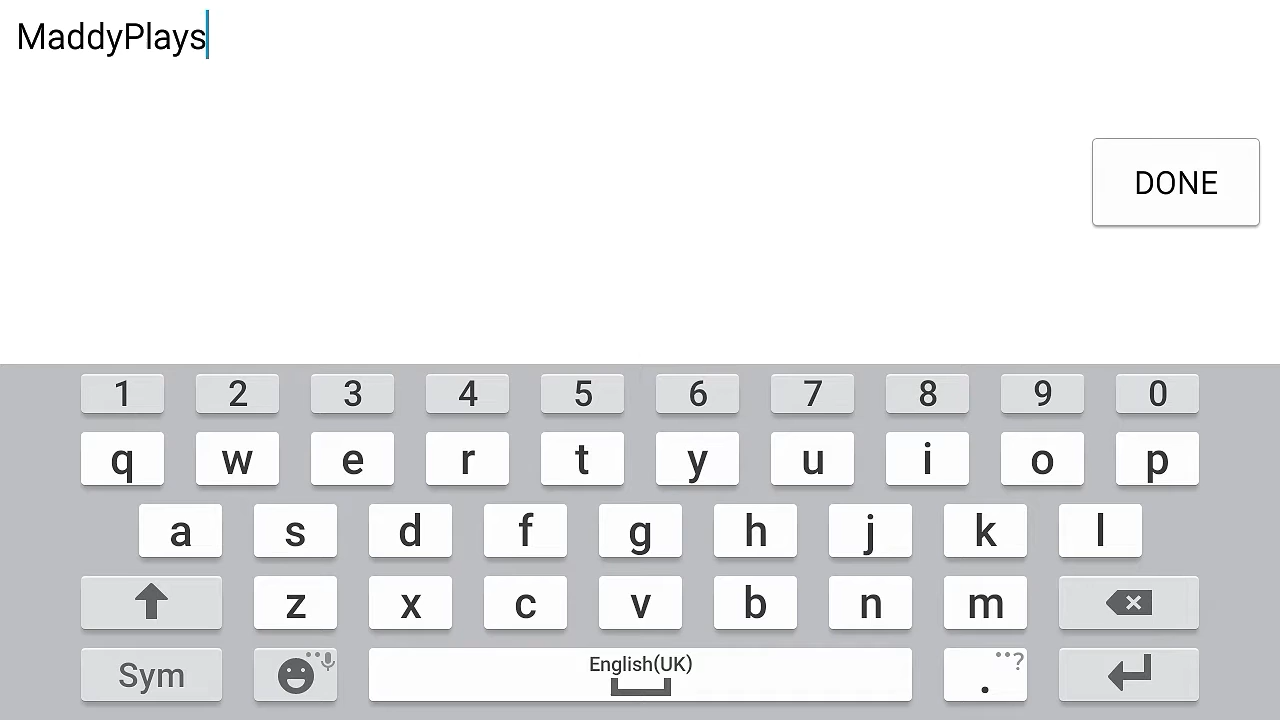 MaddyPlays
DONE
1 2 3 4 5 6 7 8 9 0
q w e r t y u i o p
a s d f g h j k l
z x c v b n m
Sym English(UK) . ?